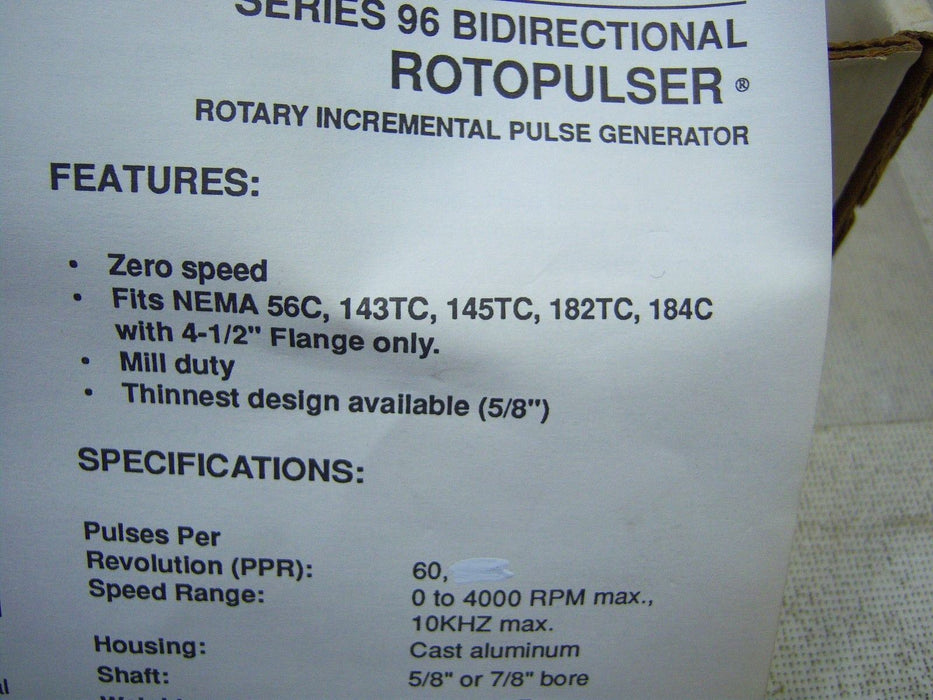 SERIES 96 BIDIRECTIONAL
ROTOPULSER ®
ROTARY INCREMENTAL PULSE GENERATOR
FEATURES:
• Zero speed
• Fits NEMA 56C, 143TC, 145TC, 182TC, 184C
with 4-1/2" Flange only.
• Mill duty
• Thinnest design available (5/8")
SPECIFICATIONS:
Pulses Per
Revolution (PPR): 60,
Speed Range: 0 to 4000 RPM max.,
10KHZ max.
Housing: Cast aluminum
Shaft: 5/8" or 7/8" bore